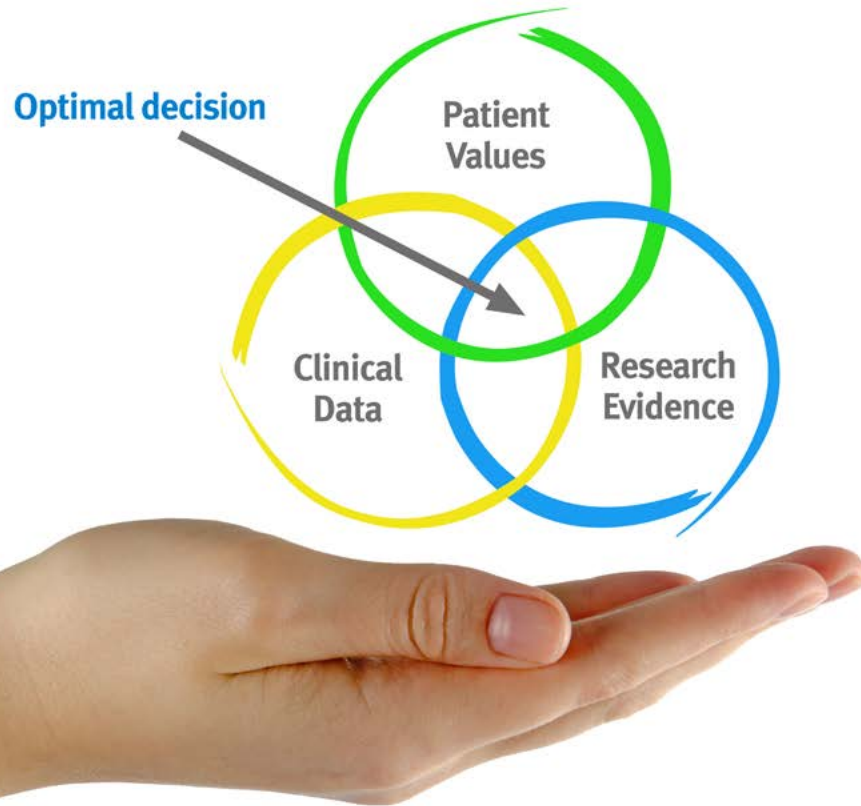 Optimal decision
Patient
Values
Clinical
Data
Research
Evidence